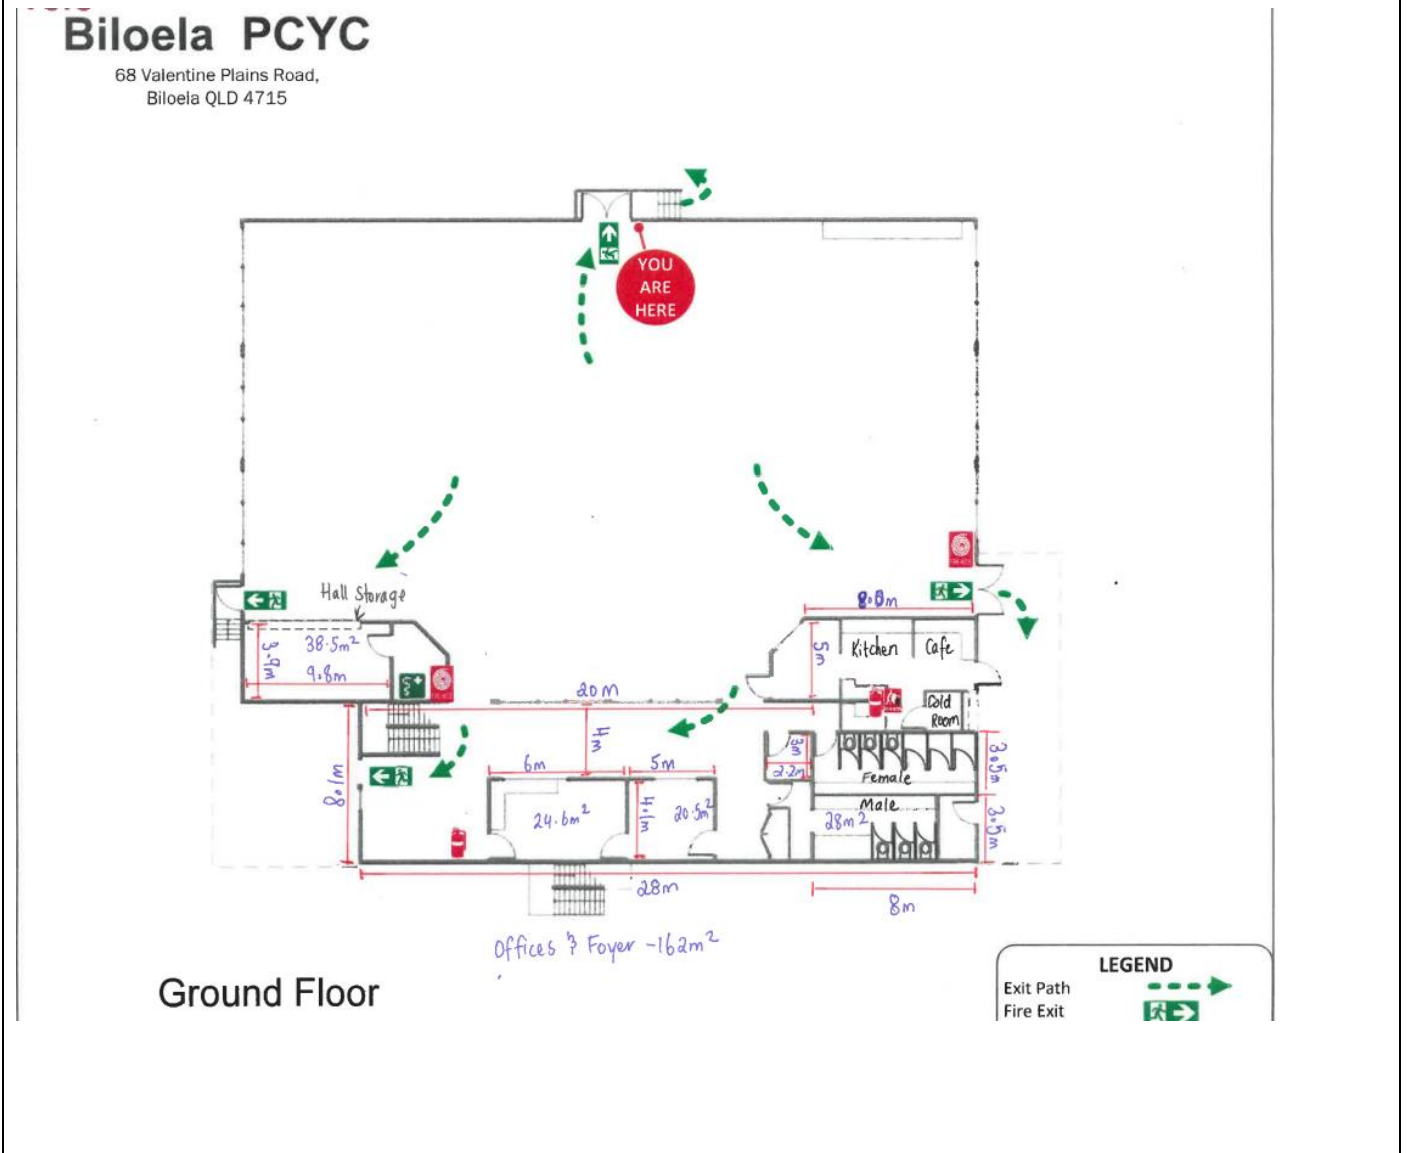 Biloela PCYC
68 Valentine Plains Road,
Biloela QLD 4715
YOU
ARE
HERE
Hall Storage
38.5m²
3.9m
9.8m
8.0m
5m
Kitchen
Cafe
Cold
Room
20M
4m
6m
5m
3m
2.2m
Female
3.5m
8.1m
24.6m²
4.1m
20.5m²
Male
28m²
3.5m
28m
8m
Offices & Foyer - 162m²
Ground Floor
LEGEND
Exit Path
Fire Exit